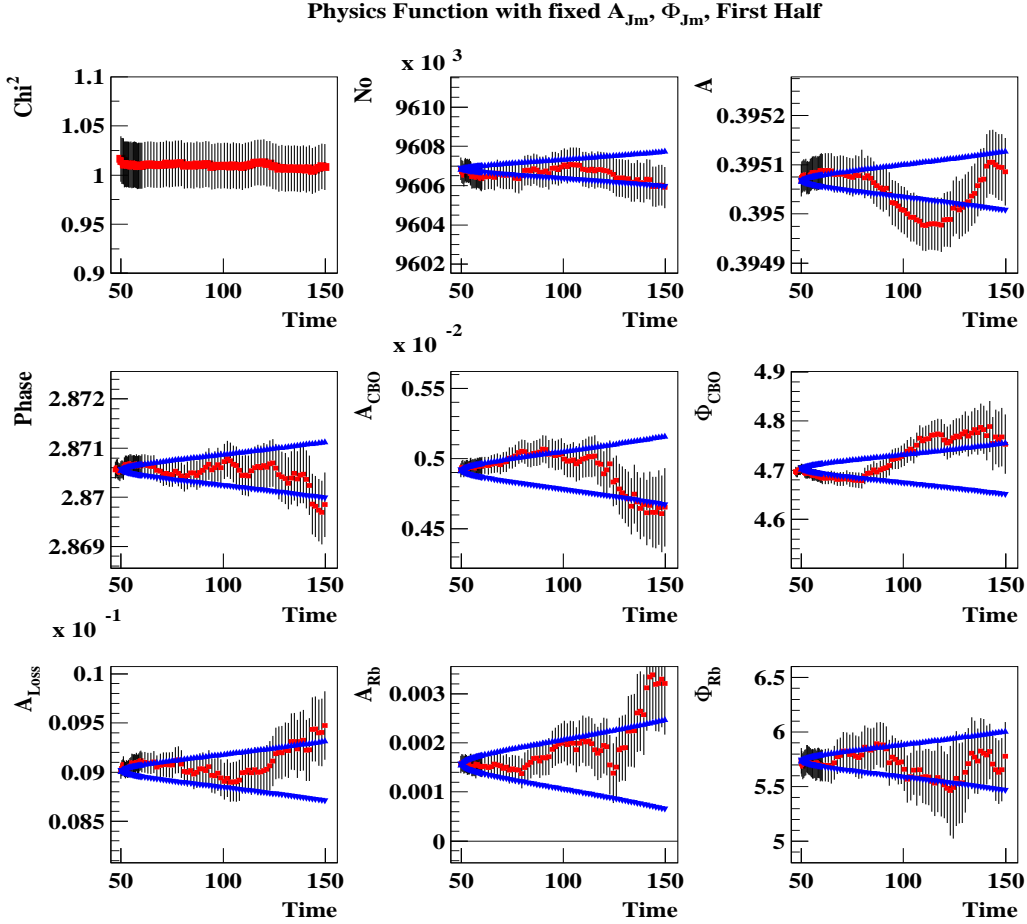 Physics Function with fixed A_Jm, Φ_Jm, First Half
Chi²
1.1
1.05
1
0.95
0.9
50 100 150
Time
x 10 ³
No
9610
9608
9606
9604
9602
50 100 150
Time
A
0.3952
0.3951
0.395
0.3949
50 100 150
Time
Phase
2.872
2.871
2.87
2.869
50 100 150
Time
x 10 ⁻²
A_CBO
0.55
0.5
0.45
50 100 150
Time
Φ_CBO
4.9
4.8
4.7
4.6
50 100 150
Time
x 10 ⁻¹
A_Loss
0.1
0.095
0.09
0.085
50 100 150
Time
A_Rb
0.003
0.002
0.001
0
50 100 150
Time
Φ_Rb
6.5
6
5.5
5
50 100 150
Time